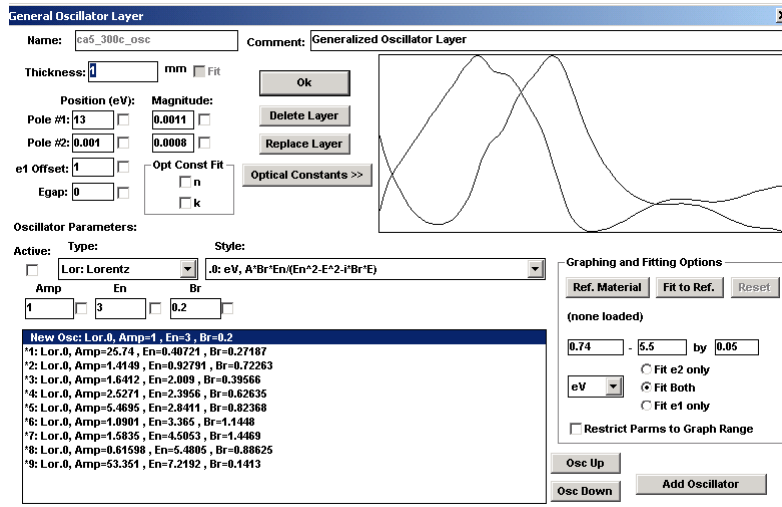 General Oscillator Layer
Name: ca5_300c_osc Comment: Generalized Oscillator Layer
Thickness: 1 mm Fit
Ok
Position (eV): Magnitude:
Pole #1: 13 0.0011
Delete Layer
Pole #2: 0.001 0.0008
Replace Layer
e1 Offset: 1 Opt Const Fit
n
Optical Constants >>
Egap: 0
k
Oscillator Parameters:
Active: Type: Style:
Lor: Lorentz .0: eV, A*Br*En/(En^2-E^2-i*Br*E)
Amp En Br
1 3 0.2
New Osc: Lor.0, Amp=1 , En=3 , Br=0.2
*1: Lor.0, Amp=25.74 , En=0.40721 , Br=0.27187
*2: Lor.0, Amp=1.4149 , En=0.92791 , Br=0.72263
*3: Lor.0, Amp=1.6412 , En=2.009 , Br=0.39566
*4: Lor.0, Amp=2.5271 , En=2.3956 , Br=0.62635
*5: Lor.0, Amp=5.4695 , En=2.8411 , Br=0.82368
*6: Lor.0, Amp=1.0901 , En=3.365 , Br=1.1448
*7: Lor.0, Amp=1.5835 , En=4.5053 , Br=1.4469
*8: Lor.0, Amp=0.61598 , En=5.4805 , Br=0.88625
*9: Lor.0, Amp=53.351 , En=7.2192 , Br=0.1413
Graphing and Fitting Options
Ref. Material Fit to Ref. Reset
(none loaded)
0.74 - 5.5 by 0.05
Fit e2 only
eV Fit Both
Fit e1 only
Restrict Parms to Graph Range
Osc Up
Osc Down Add Oscillator